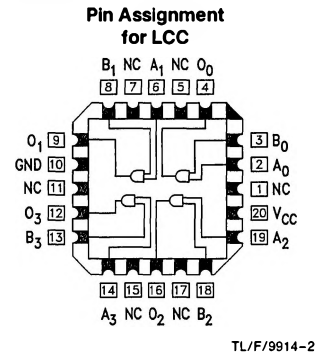 Pin Assignment
for LCC
B1 NC A1 NC O0
8 7 6 5 4
O1 9 3 B0
GND 10 2 A0
NC 11 1 NC
O3 12 20 VCC
B3 13 19 A2
14 15 16 17 18
A3 NC O2 NC B2
TL/F/9914-2